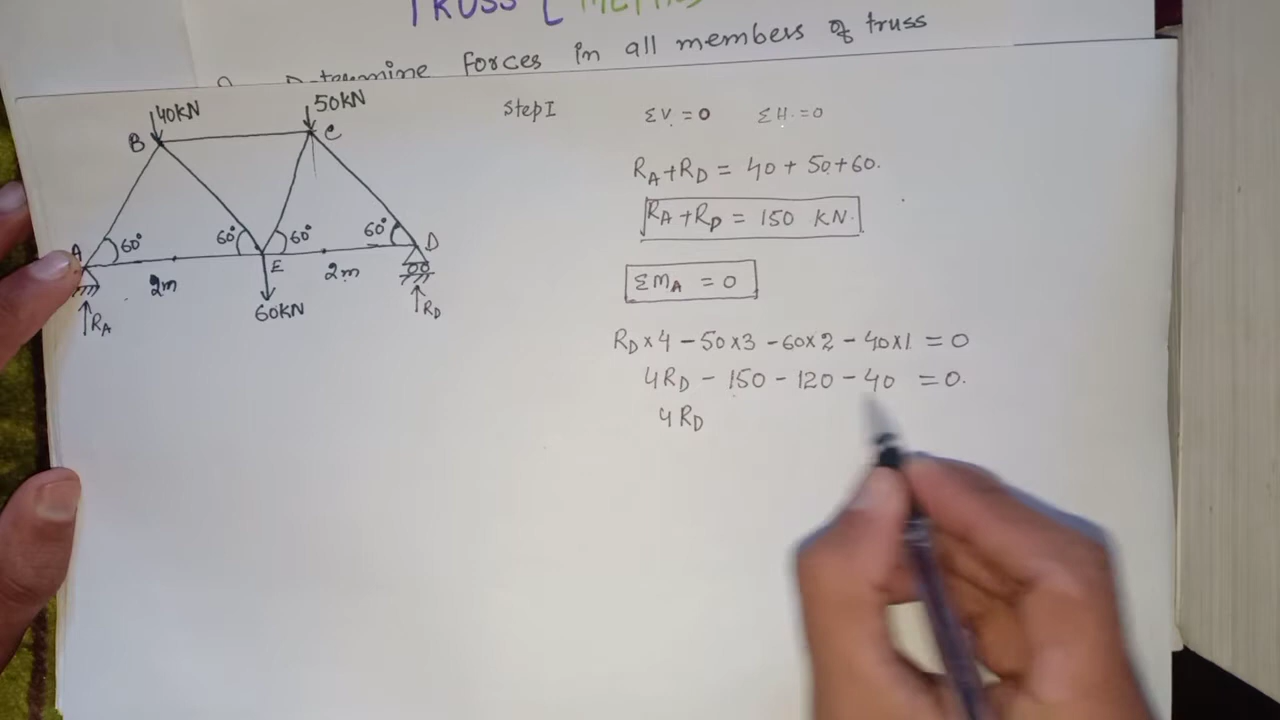 TRUSS [
forces in all members of truss
40KN
50KN
B
C
60°
60°
60°
60°
A
E
D
2m
2m
60KN
RA
RD
Step I
ΣV = 0 ΣH = 0
RA+RD = 40 + 50+60.
RA+RD = 150 KN.
ΣMA = 0
RD×4 - 50×3 - 60×2 - 40×1 = 0
4RD - 150 - 120 - 40 = 0.
4RD